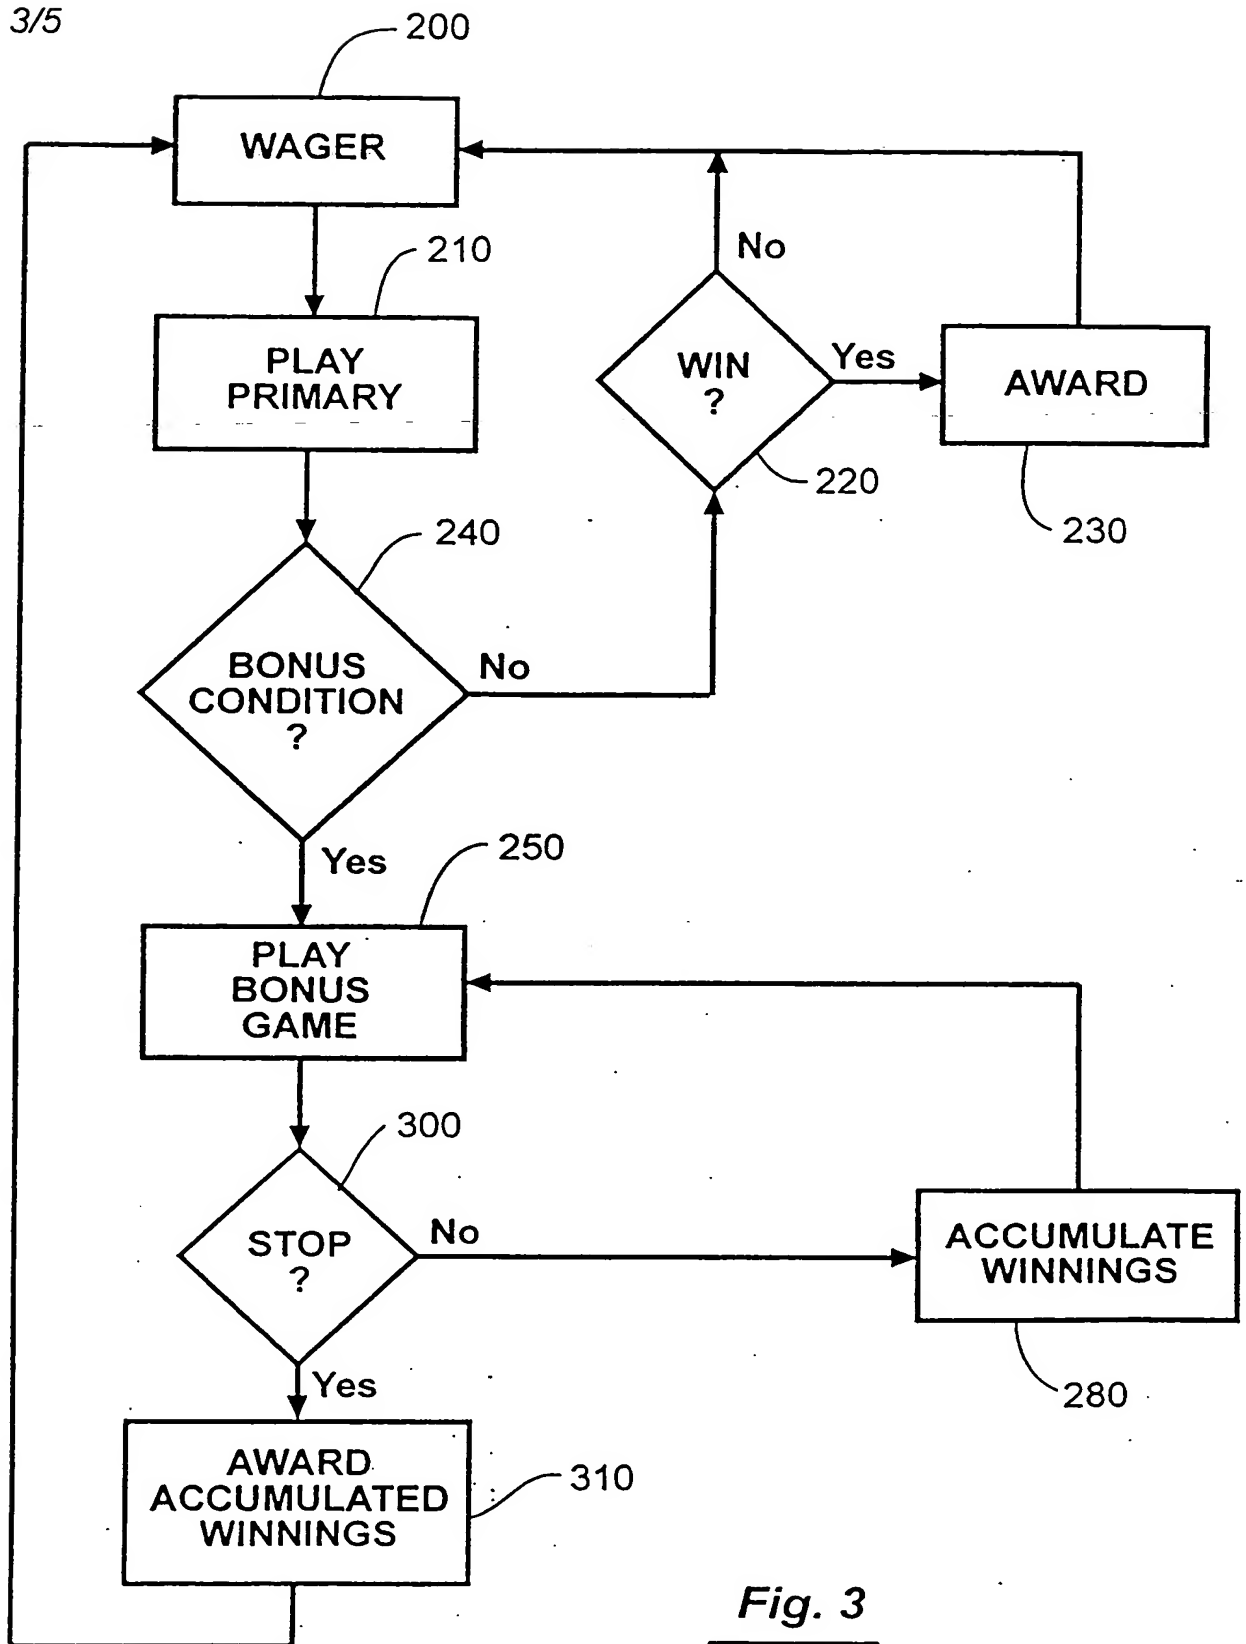 3/5
200
WAGER
210
No
PLAY
PRIMARY
WIN
?
Yes
AWARD
220
230
240
BONUS
CONDITION
?
No
Yes
250
PLAY
BONUS
GAME
300
STOP
?
No
ACCUMULATE
WINNINGS
280
Yes
AWARD
ACCUMULATED
WINNINGS
310
Fig. 3